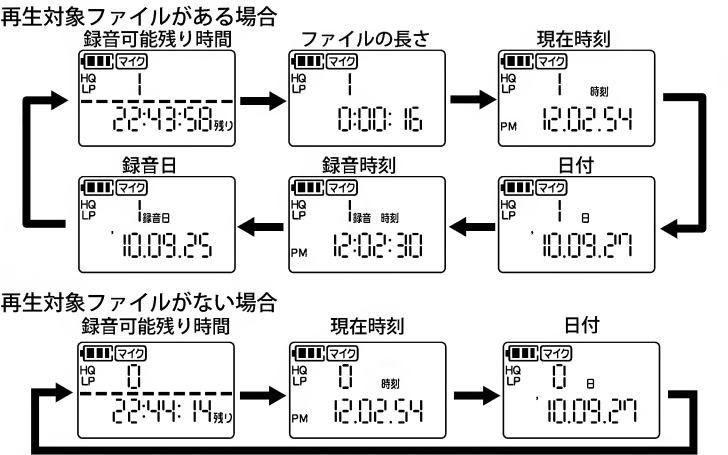 再生対象ファイルがある場合
録音可能残り時間
ファイルの長さ
現在時刻
マイク
HQ
LP
1
22:43:58 残り
マイク
HQ
LP
1
0:00:16
マイク
HQ
LP
1
時刻
PM 12.02.54
録音日
録音時刻
日付
マイク
HQ
LP
1 録音日
'10.09.25
マイク
HQ
LP
1 録音 時刻
PM 12:02:30
マイク
HQ
LP
1 日
'10.09.27
再生対象ファイルがない場合
録音可能残り時間
現在時刻
日付
マイク
HQ
LP
0
22:44:14 残り
マイク
HQ
LP
0
時刻
PM 12.02.54
マイク
HQ
LP
0 日
'10.09.27